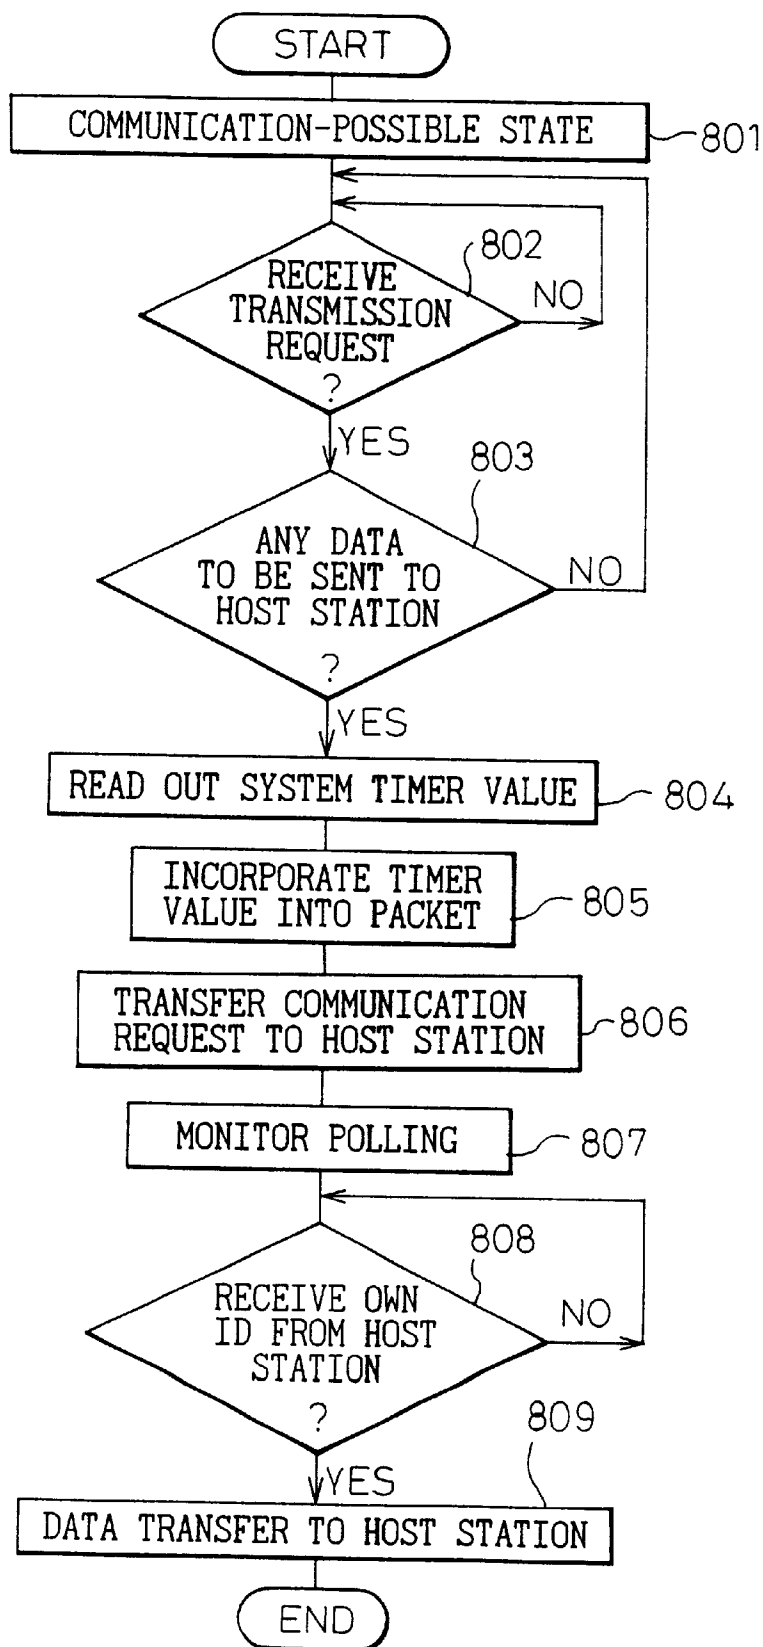 START
COMMUNICATION-POSSIBLE STATE
801
802
RECEIVE
TRANSMISSION
REQUEST
?
NO
YES
803
ANY DATA
TO BE SENT TO
HOST STATION
?
NO
YES
READ OUT SYSTEM TIMER VALUE
804
INCORPORATE TIMER
VALUE INTO PACKET
805
TRANSFER COMMUNICATION
REQUEST TO HOST STATION
806
MONITOR POLLING
807
808
RECEIVE OWN
ID FROM HOST
STATION
?
NO
809
YES
DATA TRANSFER TO HOST STATION
END